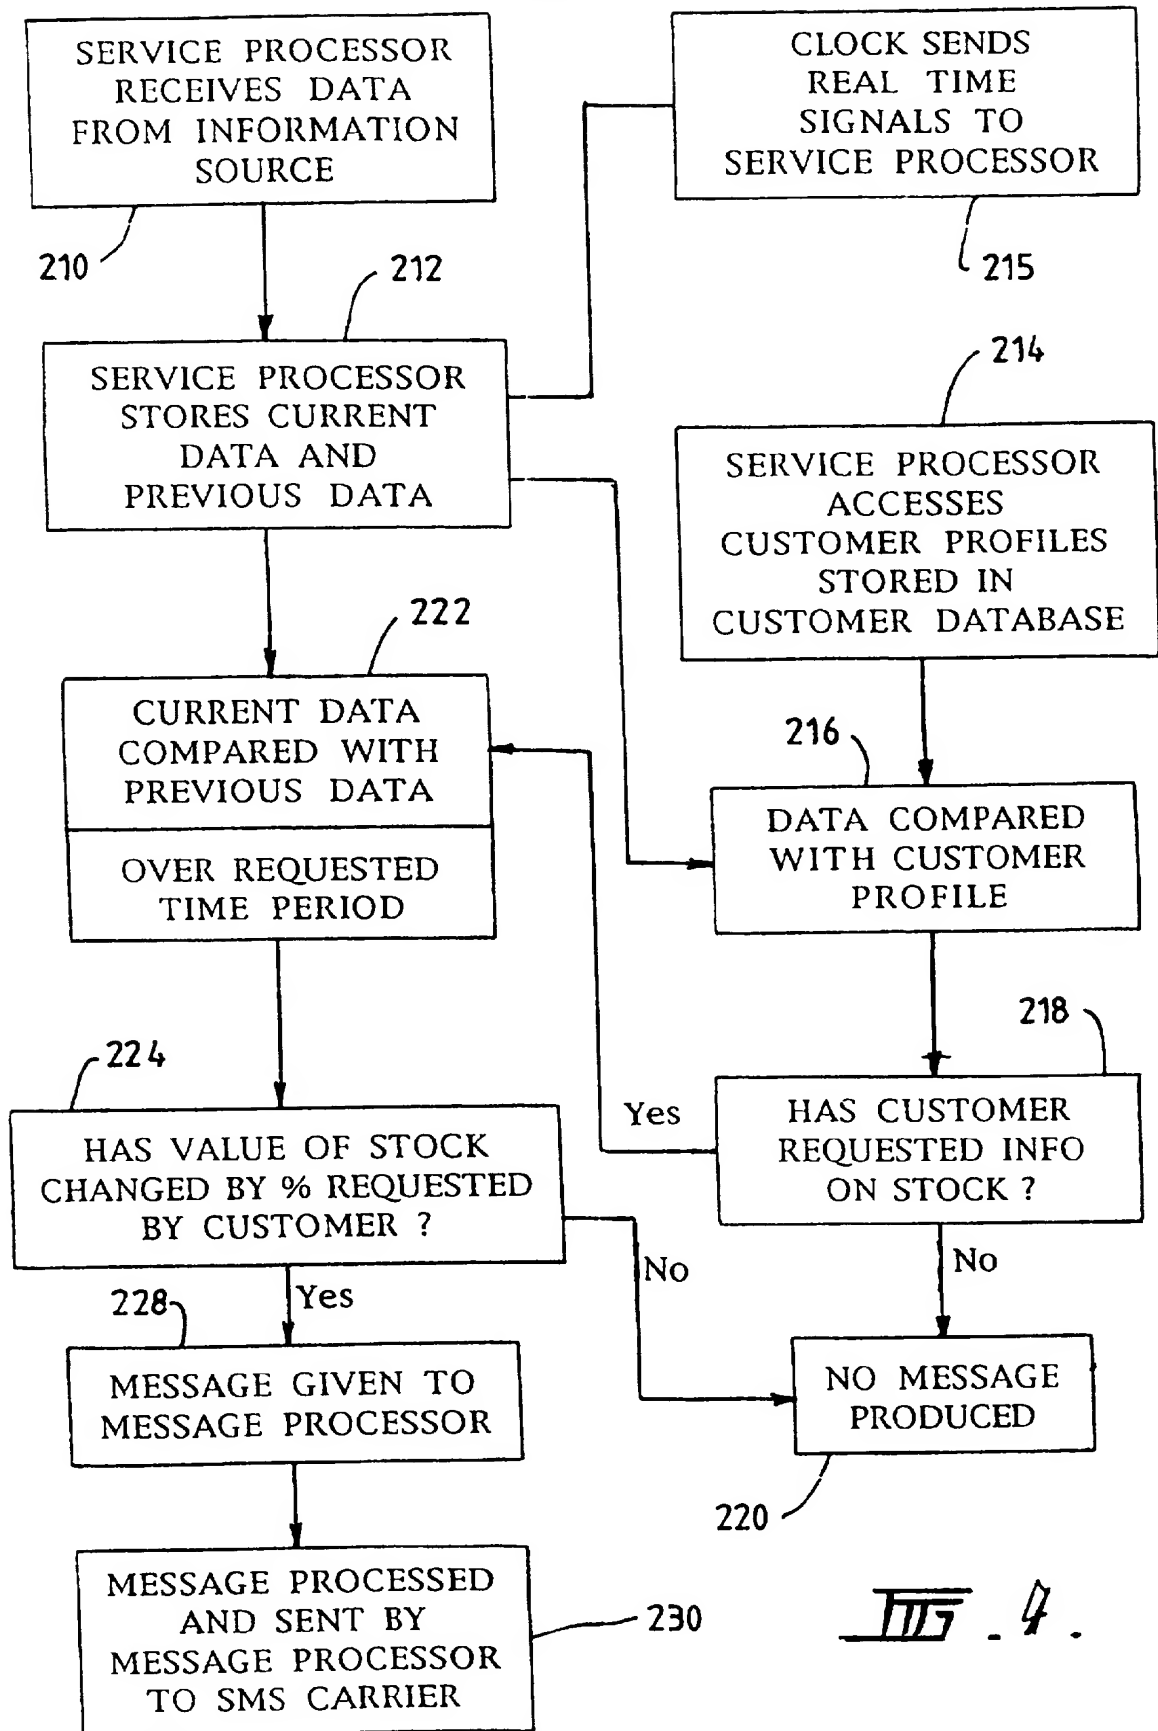 SERVICE PROCESSOR
RECEIVES DATA
FROM INFORMATION
SOURCE
210
CLOCK SENDS
REAL TIME
SIGNALS TO
SERVICE PROCESSOR
215
212
SERVICE PROCESSOR
STORES CURRENT
DATA AND
PREVIOUS DATA
214
SERVICE PROCESSOR
ACCESSES
CUSTOMER PROFILES
STORED IN
CUSTOMER DATABASE
222
CURRENT DATA
COMPARED WITH
PREVIOUS DATA
OVER REQUESTED
TIME PERIOD
216
DATA COMPARED
WITH CUSTOMER
PROFILE
218
HAS CUSTOMER
REQUESTED INFO
ON STOCK ?
Yes
No
224
HAS VALUE OF STOCK
CHANGED BY % REQUESTED
BY CUSTOMER ?
No
Yes
228
MESSAGE GIVEN TO
MESSAGE PROCESSOR
NO MESSAGE
PRODUCED
220
MESSAGE PROCESSED
AND SENT BY
MESSAGE PROCESSOR
TO SMS CARRIER
230
FIG.